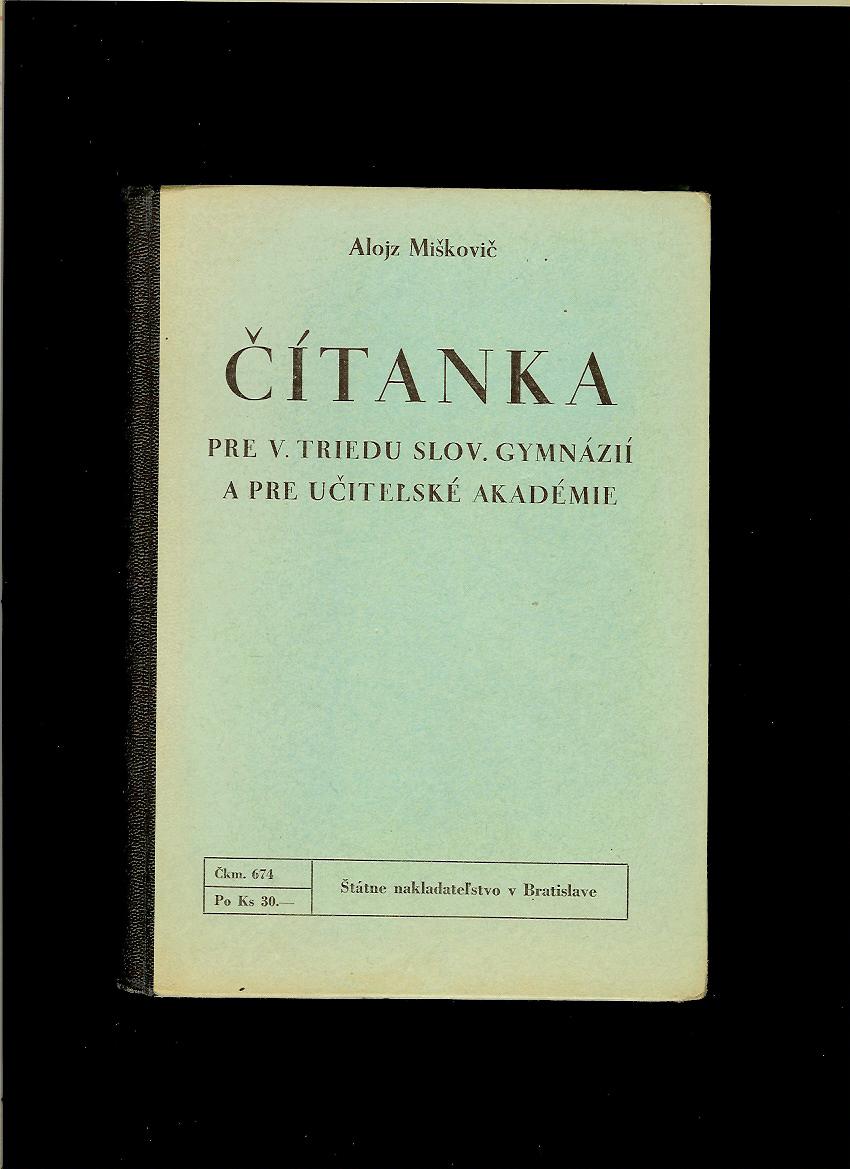 Alojz Miškovič
ČÍTANKA
PRE V. TRIEDU SLOV. GYMNÁZIÍ
A PRE UČITEĽSKÉ AKADÉMIE
Čkm. 674
Po Ks 30.—
Štátne nakladateľstvo v Bratislave